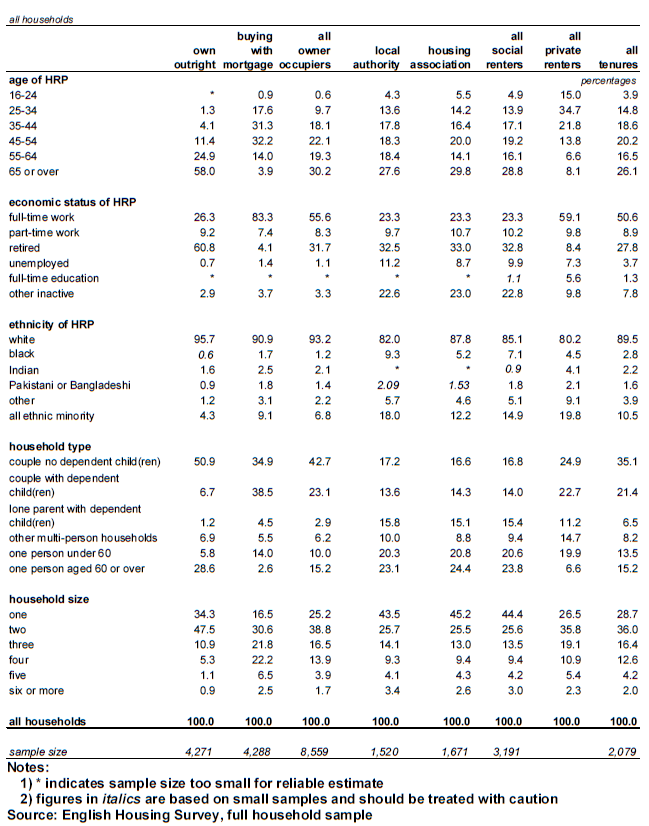 all households
buying all all all
own with owner local housing social private all
outright mortgage occupiers authority association renters renters tenures
age of HRP percentages
16-24 * 0.9 0.6 4.3 5.5 4.9 15.0 3.9
25-34 1.3 17.6 9.7 13.6 14.2 13.9 34.7 14.8
35-44 4.1 31.3 18.1 17.8 16.4 17.1 21.8 18.6
45-54 11.4 32.2 22.1 18.3 20.0 19.2 13.8 20.2
55-64 24.9 14.0 19.3 18.4 14.1 16.1 6.6 16.5
65 or over 58.0 3.9 30.2 27.6 29.8 28.8 8.1 26.1
economic status of HRP
full-time work 26.3 83.3 55.6 23.3 23.3 23.3 59.1 50.6
part-time work 9.2 7.4 8.3 9.7 10.7 10.2 9.8 8.9
retired 60.8 4.1 31.7 32.5 33.0 32.8 8.4 27.8
unemployed 0.7 1.4 1.1 11.2 8.7 9.9 7.3 3.7
full-time education * * * * * 1.1 5.6 1.3
other inactive 2.9 3.7 3.3 22.6 23.0 22.8 9.8 7.8
ethnicity of HRP
white 95.7 90.9 93.2 82.0 87.8 85.1 80.2 89.5
black 0.6 1.7 1.2 9.3 5.2 7.1 4.5 2.8
Indian 1.6 2.5 2.1 * * 0.9 4.1 2.2
Pakistani or Bangladeshi 0.9 1.8 1.4 2.09 1.53 1.8 2.1 1.6
other 1.2 3.1 2.2 5.7 4.6 5.1 9.1 3.9
all ethnic minority 4.3 9.1 6.8 18.0 12.2 14.9 19.8 10.5
household type
couple no dependent child(ren) 50.9 34.9 42.7 17.2 16.6 16.8 24.9 35.1
couple with dependent
child(ren) 6.7 38.5 23.1 13.6 14.3 14.0 22.7 21.4
lone parent with dependent
child(ren) 1.2 4.5 2.9 15.8 15.1 15.4 11.2 6.5
other multi-person households 6.9 5.5 6.2 10.0 8.8 9.4 14.7 8.2
one person under 60 5.8 14.0 10.0 20.3 20.8 20.6 19.9 13.5
one person aged 60 or over 28.6 2.6 15.2 23.1 24.4 23.8 6.6 15.2
household size
one 34.3 16.5 25.2 43.5 45.2 44.4 26.5 28.7
two 47.5 30.6 38.8 25.7 25.5 25.6 35.8 36.0
three 10.9 21.8 16.5 14.1 13.0 13.5 19.1 16.4
four 5.3 22.2 13.9 9.3 9.4 9.4 10.9 12.6
five 1.1 6.5 3.9 4.1 4.3 4.2 5.4 4.2
six or more 0.9 2.5 1.7 3.4 2.6 3.0 2.3 2.0
all households 100.0 100.0 100.0 100.0 100.0 100.0 100.0 100.0
sample size 4,271 4,288 8,559 1,520 1,671 3,191 2,079
Notes:
1) * indicates sample size too small for reliable estimate
2) figures in italics are based on small samples and should be treated with caution
Source: English Housing Survey, full household sample